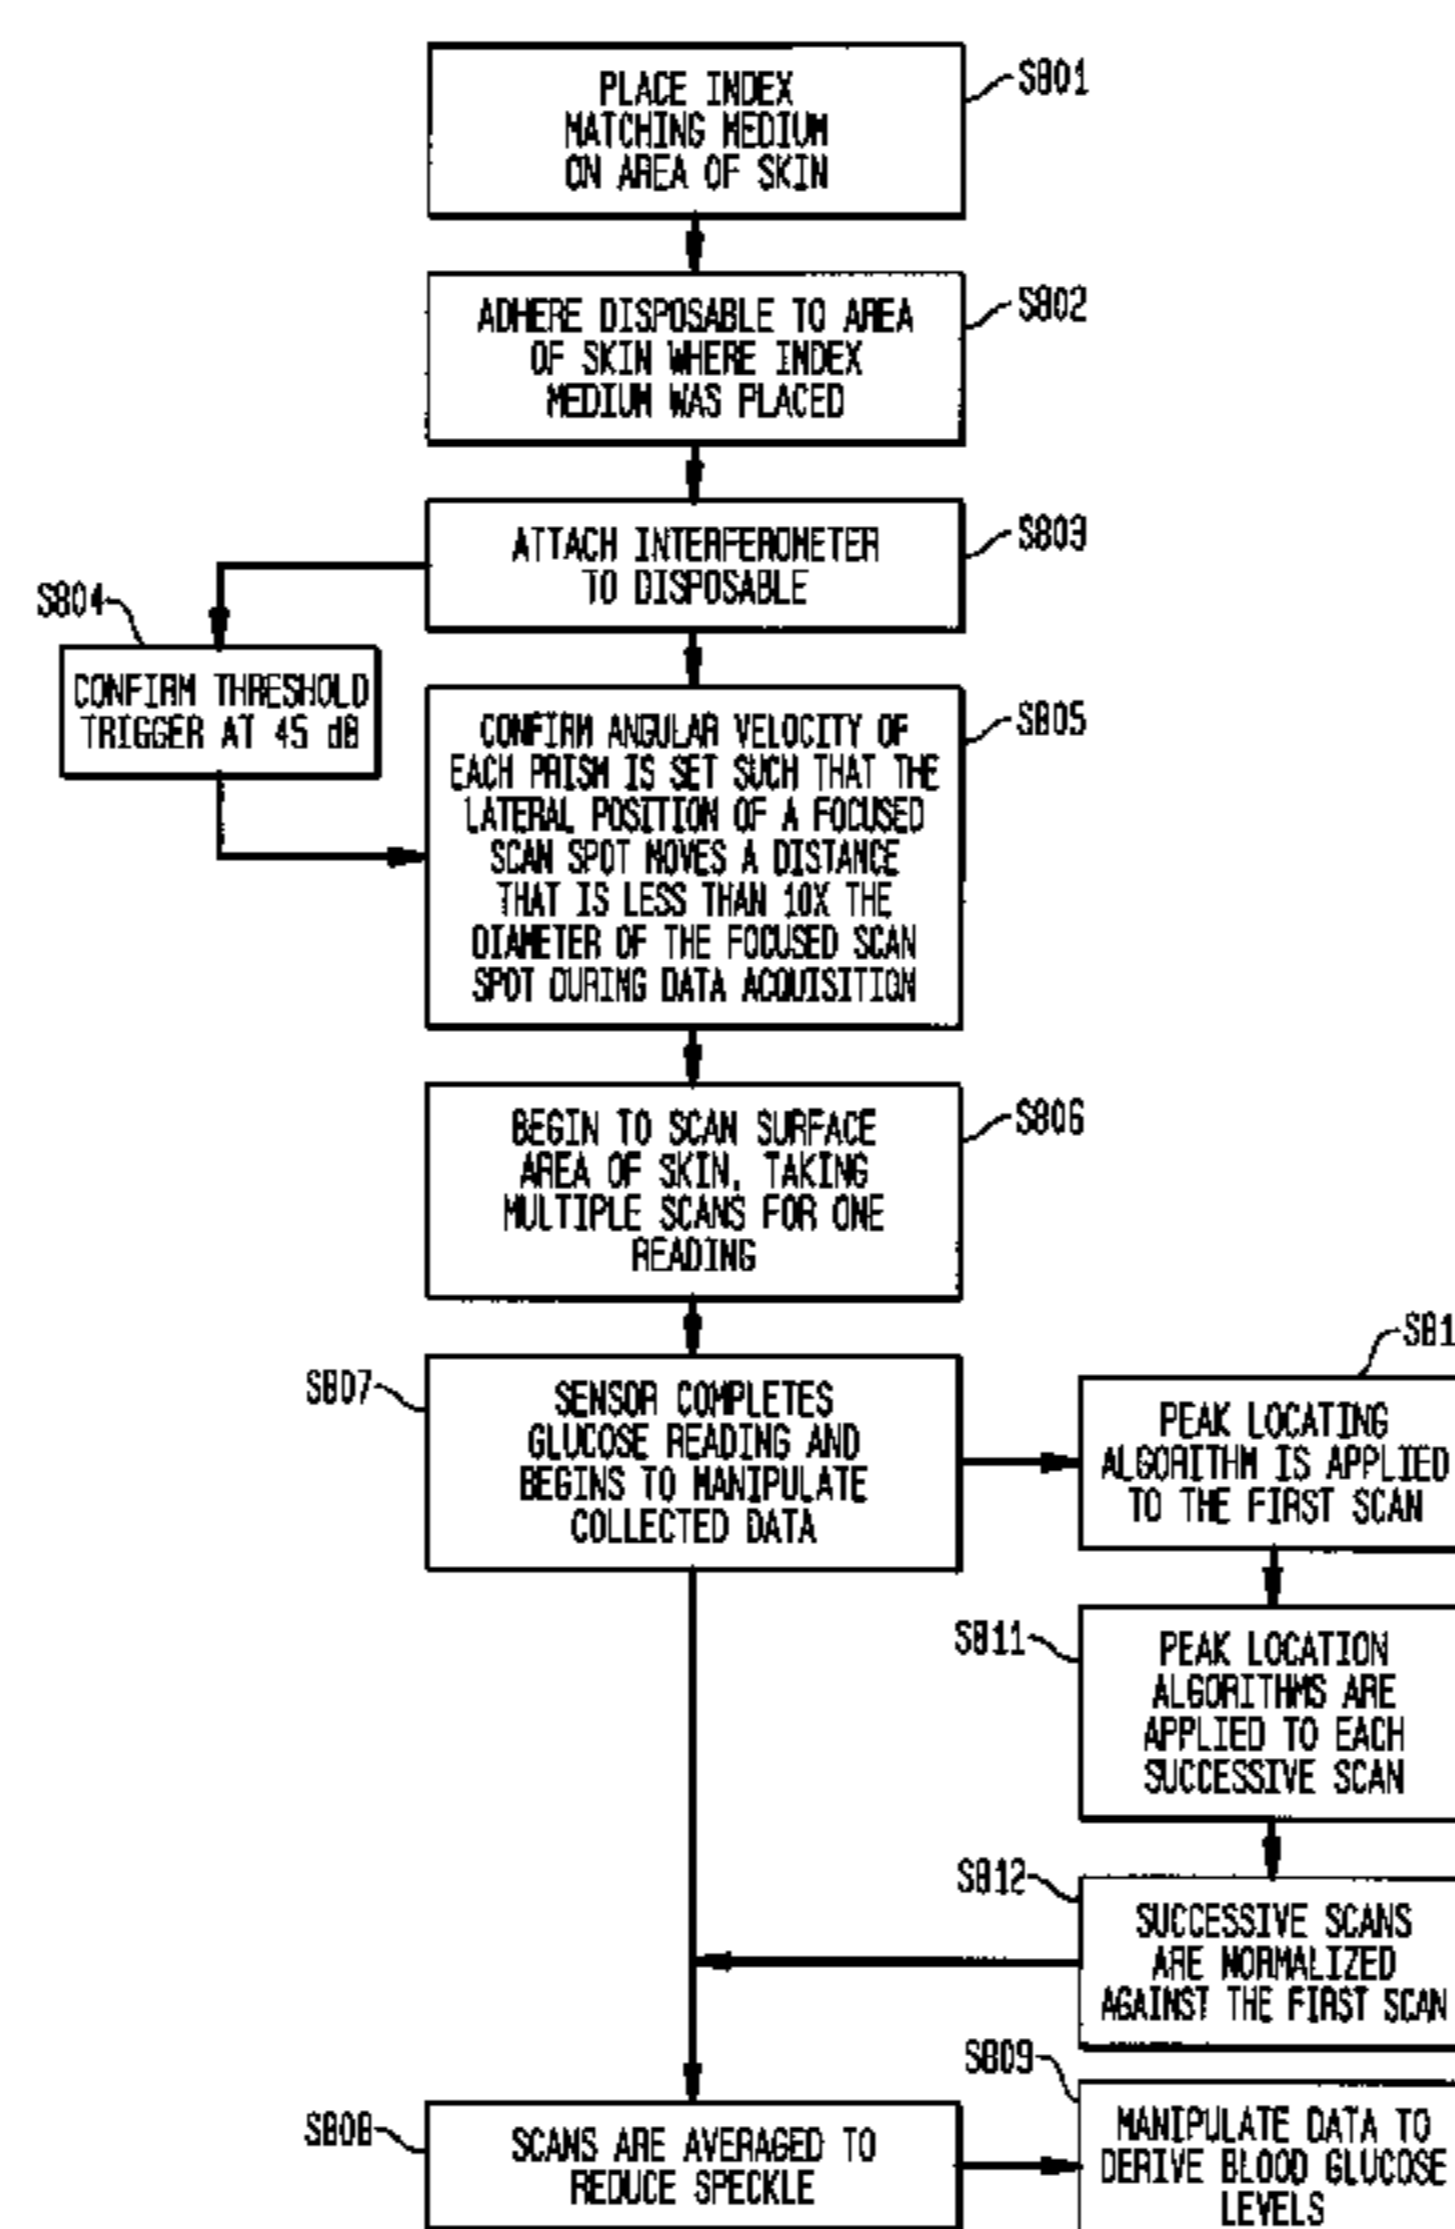 PLACE INDEX
MATCHING MEDIUM
ON AREA OF SKIN
S801
ADHERE DISPOSABLE TO AREA
OF SKIN WHERE INDEX
MEDIUM WAS PLACED
S802
ATTACH INTERFEROMETER
TO DISPOSABLE
S803
S804
CONFIRM THRESHOLD
TRIGGER AT 45 dB
CONFIRM ANGULAR VELOCITY OF
EACH PRISM IS SET SUCH THAT THE
LATERAL POSITION OF A FOCUSED
SCAN SPOT MOVES A DISTANCE
THAT IS LESS THAN 10X THE
DIAMETER OF THE FOCUSED SCAN
SPOT DURING DATA ACQUISITION
S805
BEGIN TO SCAN SURFACE
AREA OF SKIN, TAKING
MULTIPLE SCANS FOR ONE
READING
S806
S807
SENSOR COMPLETES
GLUCOSE READING AND
BEGINS TO MANIPULATE
COLLECTED DATA
S81
PEAK LOCATING
ALGORITHM IS APPLIED
TO THE FIRST SCAN
S811
PEAK LOCATION
ALGORITHMS ARE
APPLIED TO EACH
SUCCESSIVE SCAN
S812
SUCCESSIVE SCANS
ARE NORMALIZED
AGAINST THE FIRST SCAN
S808
SCANS ARE AVERAGED TO
REDUCE SPECKLE
S809
MANIPULATE DATA TO
DERIVE BLOOD GLUCOSE
LEVELS